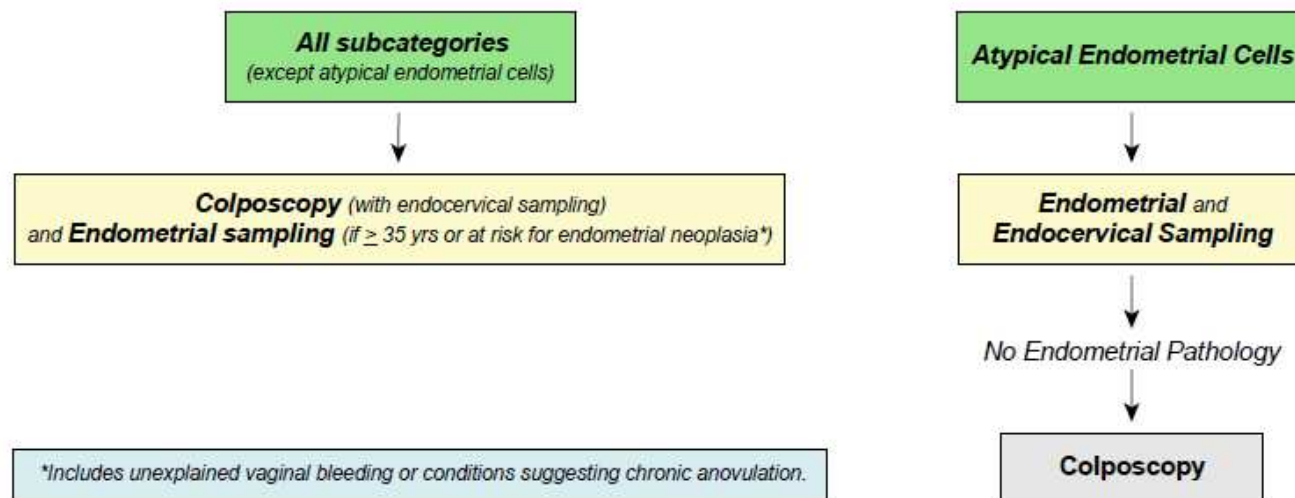 All subcategories
(except atypical endometrial cells)
Colposcopy (with endocervical sampling)
and Endometrial sampling (if ≥ 35 yrs or at risk for endometrial neoplasia*)
*Includes unexplained vaginal bleeding or conditions suggesting chronic anovulation.
Atypical Endometrial Cells
Endometrial and
Endocervical Sampling
No Endometrial Pathology
Colposcopy